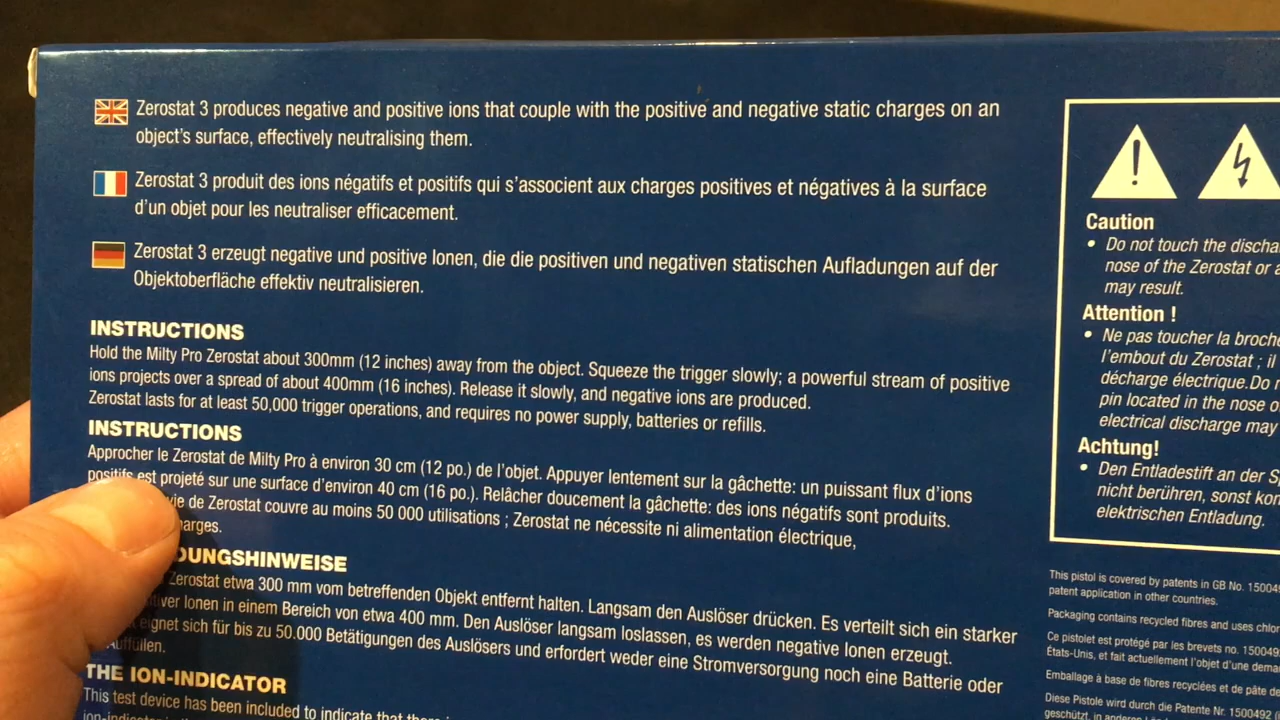 Zerostat 3 produces negative and positive ions that couple with the positive and negative static charges on an
object's surface, effectively neutralising them.
Zerostat 3 produit des ions négatifs et positifs qui s'associent aux charges positives et négatives à la surface
d'un objet pour les neutraliser efficacement.
Zerostat 3 erzeugt negative und positive Ionen, die die positiven und negativen statischen Aufladungen auf der
Objektoberfläche effektiv neutralisieren.
INSTRUCTIONS
Hold the Milty Pro Zerostat about 300mm (12 inches) away from the object. Squeeze the trigger slowly; a powerful stream of positive
ions projects over a spread of about 400mm (16 inches). Release it slowly, and negative ions are produced.
Zerostat lasts for at least 50,000 trigger operations, and requires no power supply, batteries or refills.
INSTRUCTIONS
Approcher le Zerostat de Milty Pro à environ 30 cm (12 po.) de l'objet. Appuyer lentement sur la gâchette: un puissant flux d'ions
positifs est projeté sur une surface d'environ 40 cm (16 po.). Relâcher doucement la gâchette: des ions négatifs sont produits.
vie de Zerostat couvre au moins 50 000 utilisations ; Zerostat ne nécessite ni alimentation électrique,
Zerostat etwa 300 mm vom betreffenden Objekt entfernt halten. Langsam den Auslöser drücken. Es verteilt sich ein starker
Ionen in einem Bereich von etwa 400 mm. Den Auslöser langsam loslassen, es werden negative Ionen erzeugt.
eignet sich für bis zu 50.000 Betätigungen des Auslösers und erfordert weder eine Stromversorgung noch eine Batterie oder
THE ION-INDICATOR
This test device has been included to indicate that
Caution
• Do not touch the
nose of the Zerostat or
may result.
Attention !
• Ne pas toucher la
l'embout du Zerostat ; il
décharge électrique.Do
pin located in the nose
electrical discharge may
Achtung!
• Den Entladestift an der
nicht berühren, sonst
elektrischen Entladung.
This pistol is covered by patents in GB No.
patent application in other countries.
Packaging contains recycled fibres and uses
Ce pistolet est protégé par les brevets no.
États-Unis, et fait actuellement l'objet d'une
Emballage à base de fibres recyclées et de pâte
Diese Pistole wird durch die Patente Nr. 1500492
geschützt, in